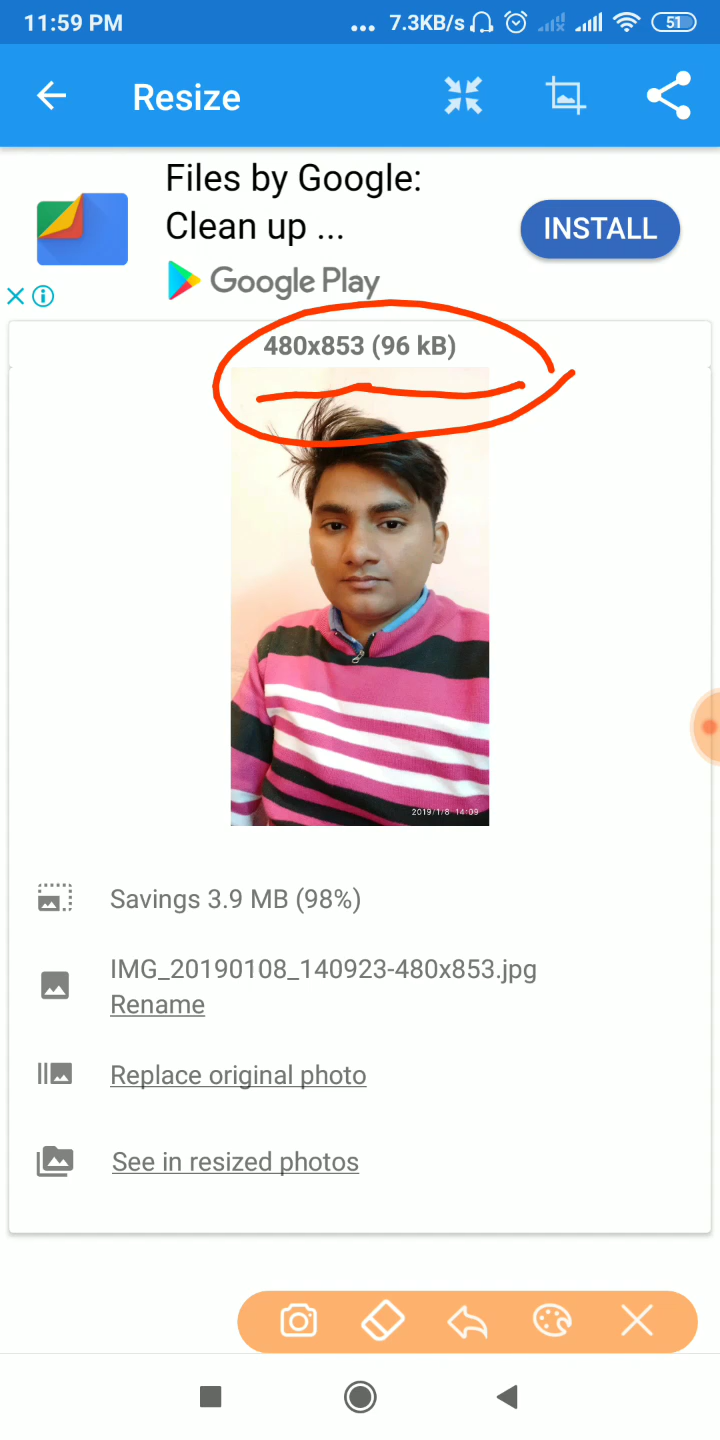 11:59 PM ... 7.3KB/s 51
Resize
Files by Google:
Clean up ...
INSTALL
Google Play
480x853 (96 kB)
2019/1/8 14:09
Savings 3.9 MB (98%)
IMG_20190108_140923-480x853.jpg
Rename
Replace original photo
See in resized photos